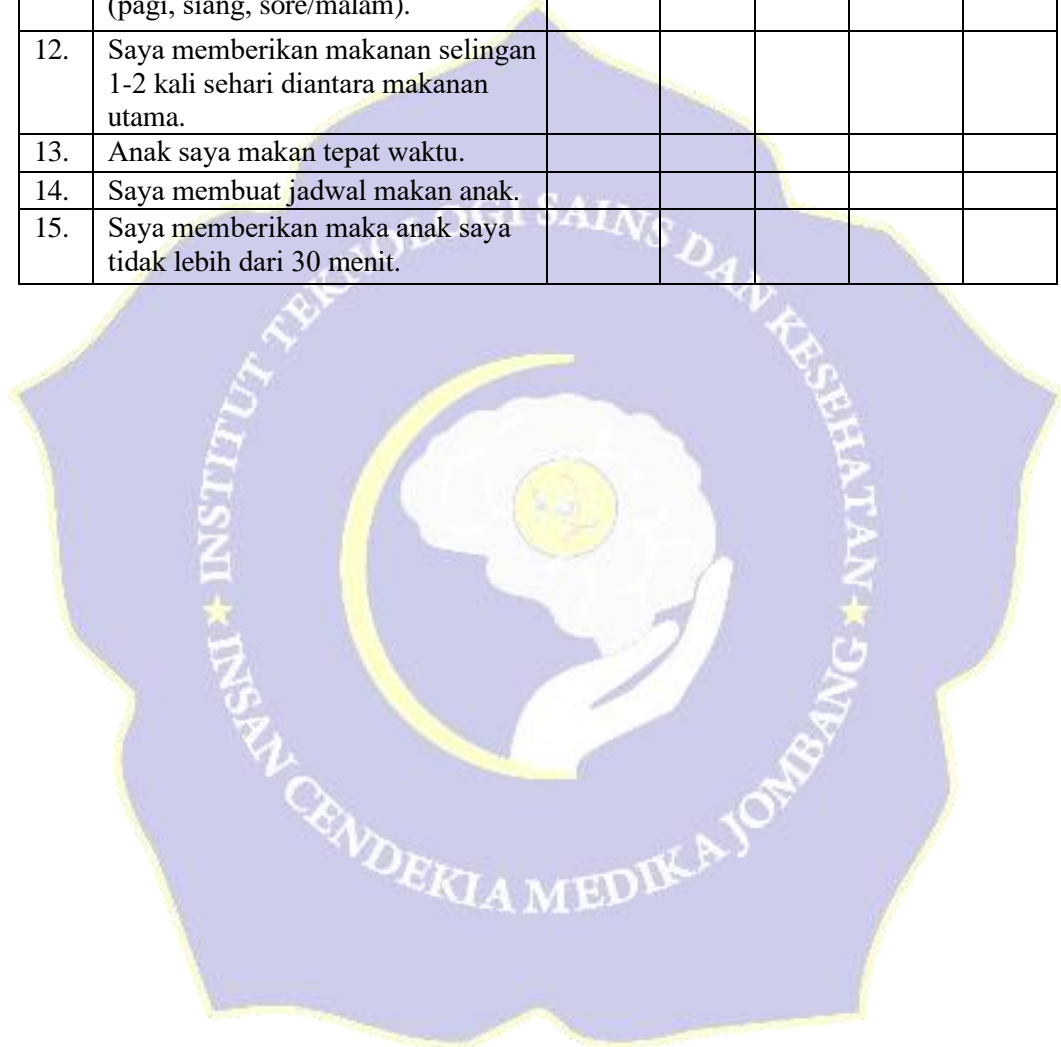 (pagi, siang, sore/malam).
12. Saya memberikan makanan selingan
1-2 kali sehari diantara makanan
utama.
13. Anak saya makan tepat waktu.
14. Saya membuat jadwal makan anak.
15. Saya memberikan maka anak saya
tidak lebih dari 30 menit.
INSTITUT TEKNOLOGI SAINS DAN KESEHATAN
INSAN CENDEKIA MEDIKA JOMBANG